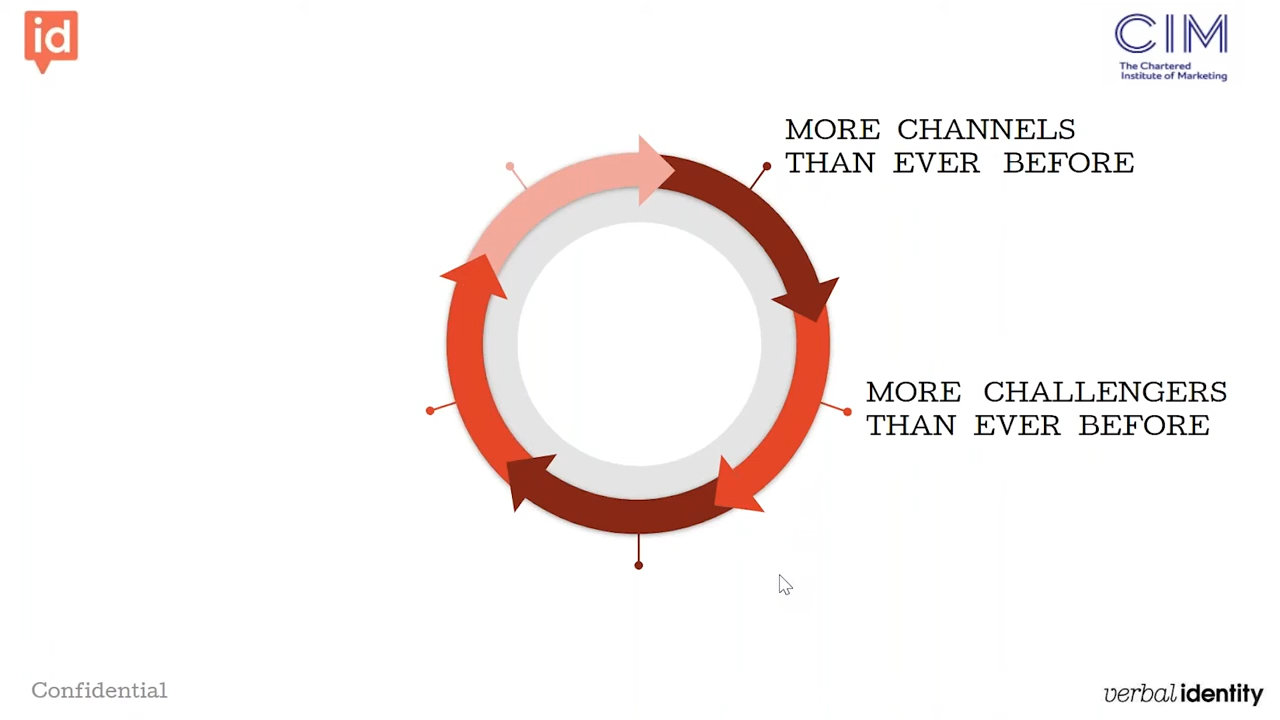 id
CIM
The Chartered
Institute of Marketing
MORE CHANNELS
THAN EVER BEFORE
MORE CHALLENGERS
THAN EVER BEFORE
Confidential
verbal identity